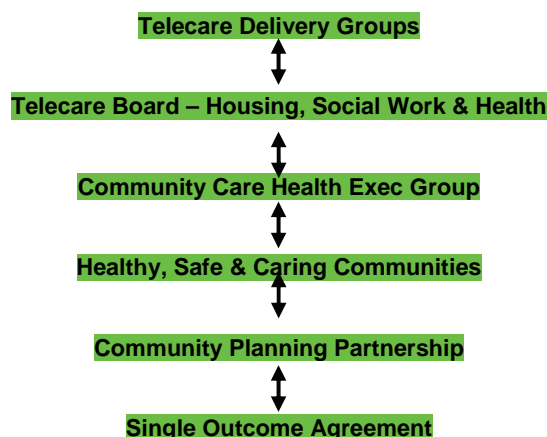 Telecare Delivery Groups
Telecare Board – Housing, Social Work & Health
Community Care Health Exec Group
Healthy, Safe & Caring Communities
Community Planning Partnership
Single Outcome Agreement